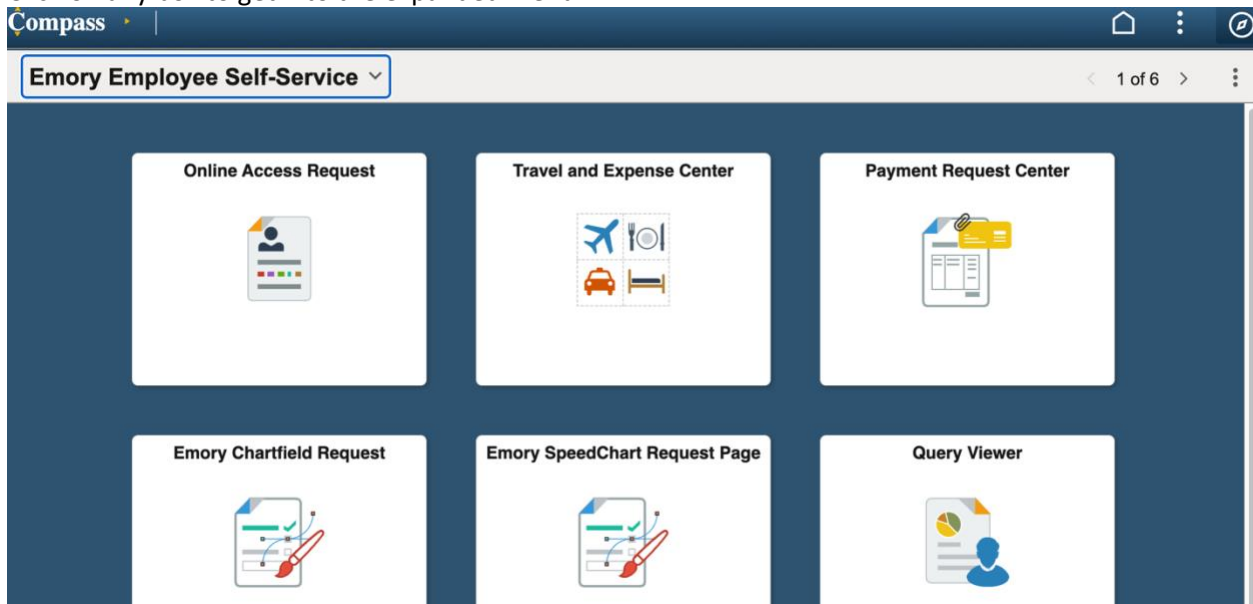 Compass
Emory Employee Self-Service
1 of 6
Online Access Request
Travel and Expense Center
Payment Request Center
Emory Chartfield Request
Emory SpeedChart Request Page
Query Viewer